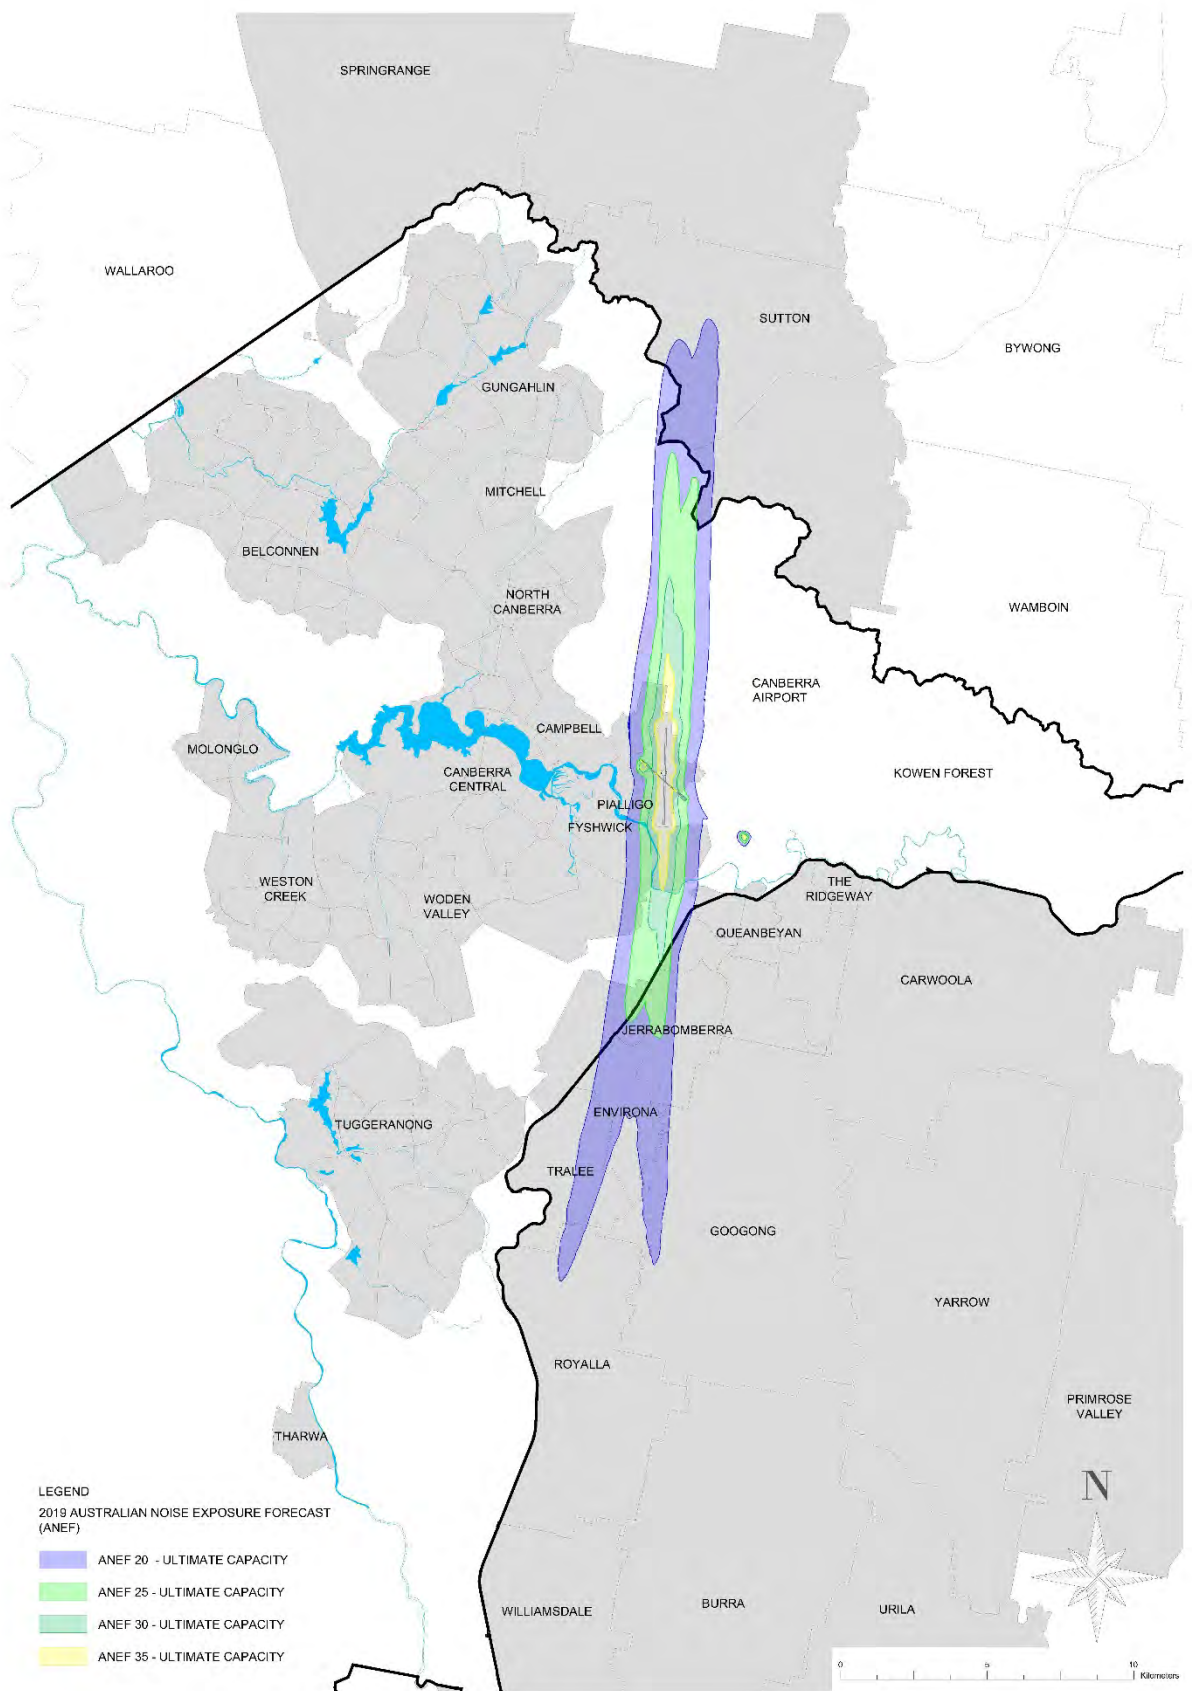 SPRINGRANGE
WALLAROO
SUTTON
BYWONG
GUNGAHLIN
MITCHELL
BELCONNEN
NORTH
CANBERRA
WAMBOIN
CANBERRA
AIRPORT
CAMPBELL
MOLONGLO
CANBERRA
CENTRAL
KOWEN FOREST
PIALLIGO
FYSHWICK
WESTON
CREEK
WODEN
VALLEY
THE
RIDGEWAY
QUEANBEYAN
CARWOOLA
JERRABOMBERRA
ENVIRONA
TUGGERANONG
TRALEE
GOOGONG
YARROW
ROYALLA
PRIMROSE
VALLEY
THARWA
N
LEGEND
2019 AUSTRALIAN NOISE EXPOSURE FORECAST
(ANEF)
ANEF 20 - ULTIMATE CAPACITY
ANEF 25 - ULTIMATE CAPACITY
ANEF 30 - ULTIMATE CAPACITY
ANEF 35 - ULTIMATE CAPACITY
WILLIAMSDALE
BURRA
URILA
0 5 10
Kilometers